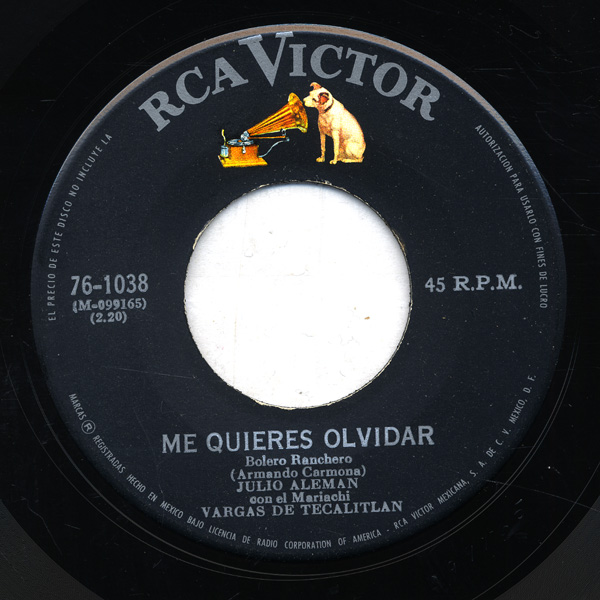 RCA VICTOR
EL PRECIO DE ESTE DISCO NO INCLUYE LA
AUTORIZACION PARA USARLO CON FINES DE LUCRO
76-1038
(M-099165)
(2.20)
45 R.P.M.
ME QUIERES OLVIDAR
Bolero Ranchero
(Armando Carmona)
JULIO ALEMAN
con el Mariachi
VARGAS DE TECALITLAN
MARCAS ® REGISTRADAS HECHO EN MEXICO BAJO LICENCIA DE RADIO CORPORATION OF AMERICA - RCA VICTOR MEXICANA, S. A. DE C. V. MEXICO, D. F.